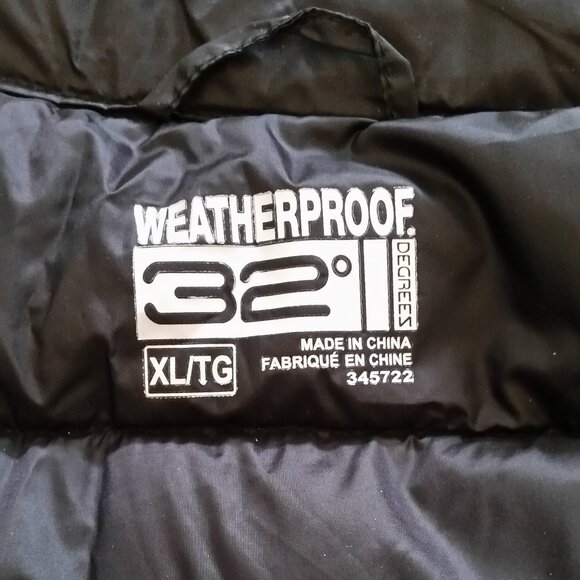 WEATHERPROOF.
32° DEGREES
MADE IN CHINA
FABRIQUÉ EN CHINE
XL/TG
345722